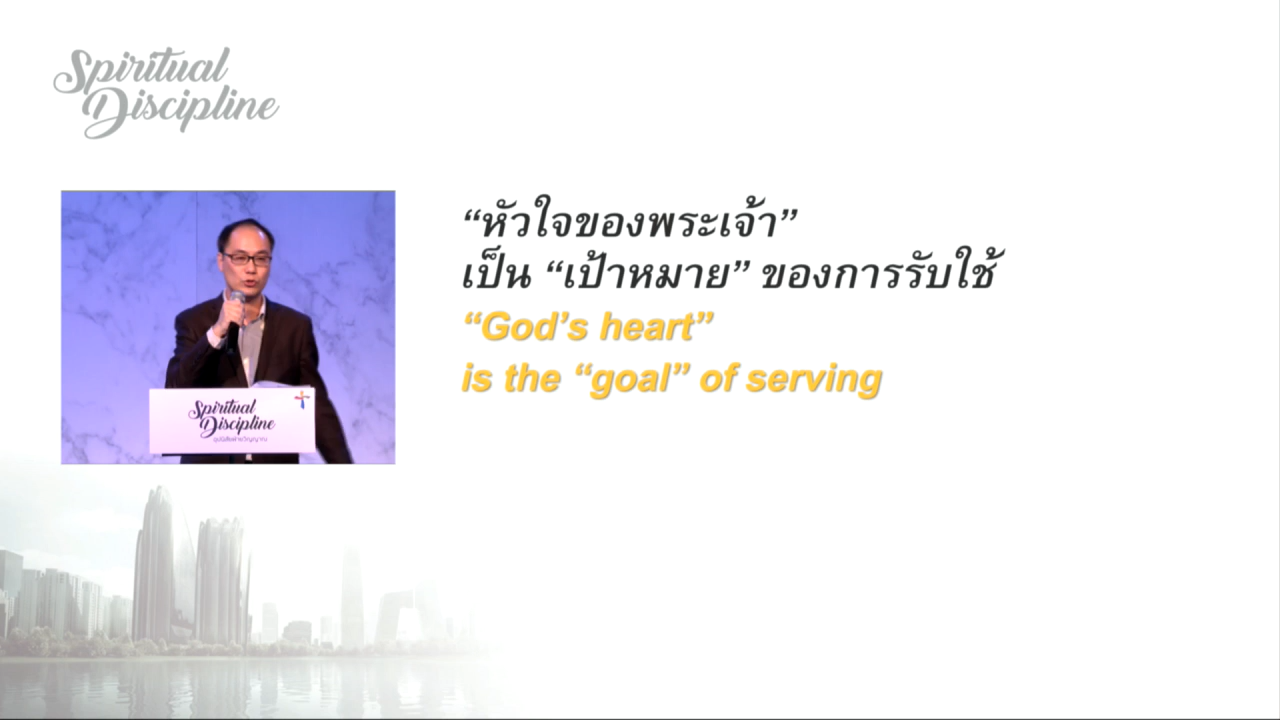 Spiritual
Discipline
“หัวใจของพระเจ้า”
เป็น “เป้าหมาย” ของการรับใช้
“God’s heart”
is the “goal” of serving
Spiritual
Discipline